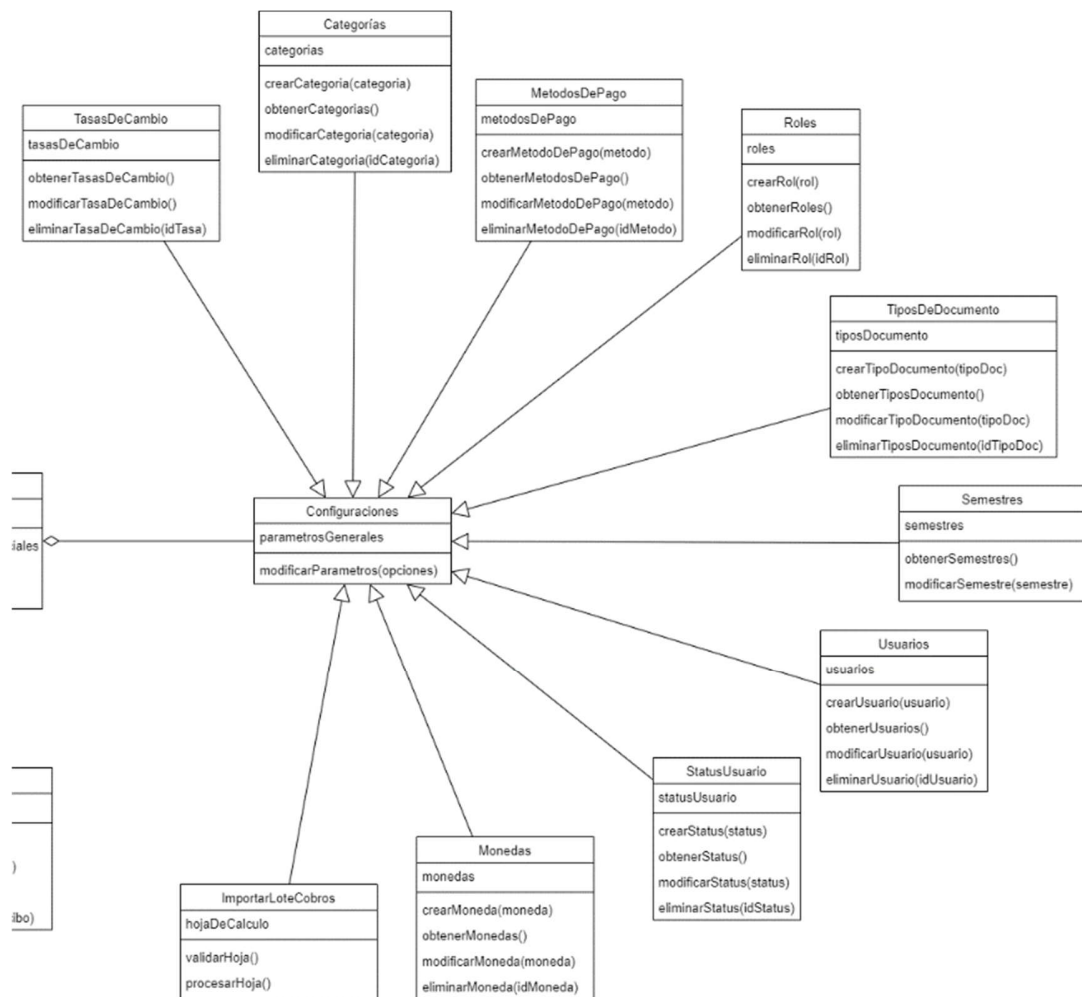 Categorías
categorias
crearCategoria(categoria)
obtenerCategorias()
modificarCategoria(categoria)
eliminarCategoria(idCategoria)
TasasDeCambio
tasasDeCambio
obtenerTasasDeCambio()
modificarTasaDeCambio()
eliminarTasaDeCambio(idTasa)
MetodosDePago
metodosDePago
crearMetodoDePago(metodo)
obtenerMetodosDePago()
modificarMetodoDePago(metodo)
eliminarMetodoDePago(idMetodo)
Roles
roles
crearRol(rol)
obtenerRoles()
modificarRol(rol)
eliminarRol(idRol)
TiposDeDocumento
tiposDocumento
crearTipoDocumento(tipoDoc)
obtenerTiposDocumento()
modificarTipoDocumento(tipoDoc)
eliminarTiposDocumento(idTipoDoc)
ciales
Configuraciones
parametrosGenerales
modificarParametros(opciones)
Semestres
semestres
obtenerSemestres()
modificarSemestre(semestre)
Usuarios
usuarios
crearUsuario(usuario)
obtenerUsuarios()
modificarUsuario(usuario)
eliminarUsuario(idUsuario)
StatusUsuario
statusUsuario
crearStatus(status)
obtenerStatus()
modificarStatus(status)
eliminarStatus(idStatus)
)
cibo)
ImportarLoteCobros
hojaDeCalculo
validarHoja()
procesarHoja()
Monedas
monedas
crearMoneda(moneda)
obtenerMonedas()
modificarMoneda(moneda)
eliminarMoneda(idMoneda)